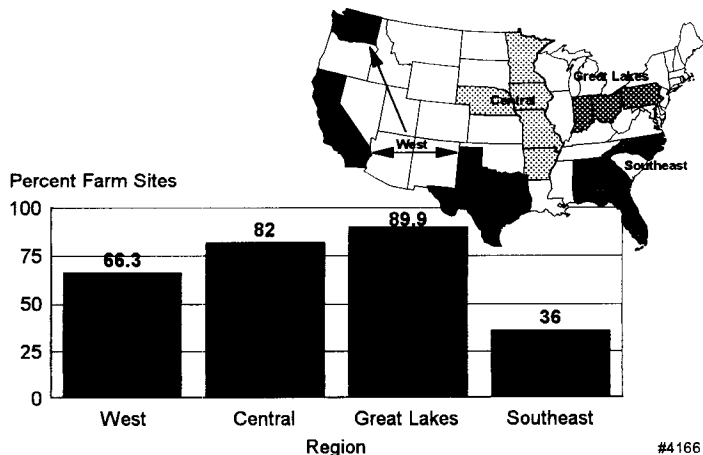 Great Lakes
Central
West
Southeast
Percent Farm Sites
100
75
50
25
0
66.3
82
89.9
36
West
Central
Great Lakes
Southeast
Region
#4166